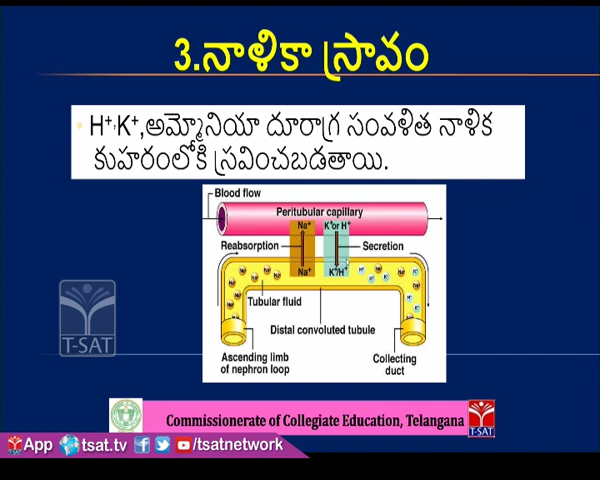 3.నాళికా స్రావం
• H⁺,K⁺,అమ్మోనియా దూరాగ్ర సంవళిత నాళిక
కుహరంలోకి స్రవించబడతాయి.
Blood flow
Peritubular capillary
Na⁺ K⁺or H⁺
Reabsorption Secretion
Na⁺ K⁺/H⁺
Tubular fluid
Distal convoluted tubule
Ascending limb
of nephron loop
Collecting
duct
T-SAT
Commissionerate of Collegiate Education, Telangana
T-SAT
App tsat.tv /tsatnetwork